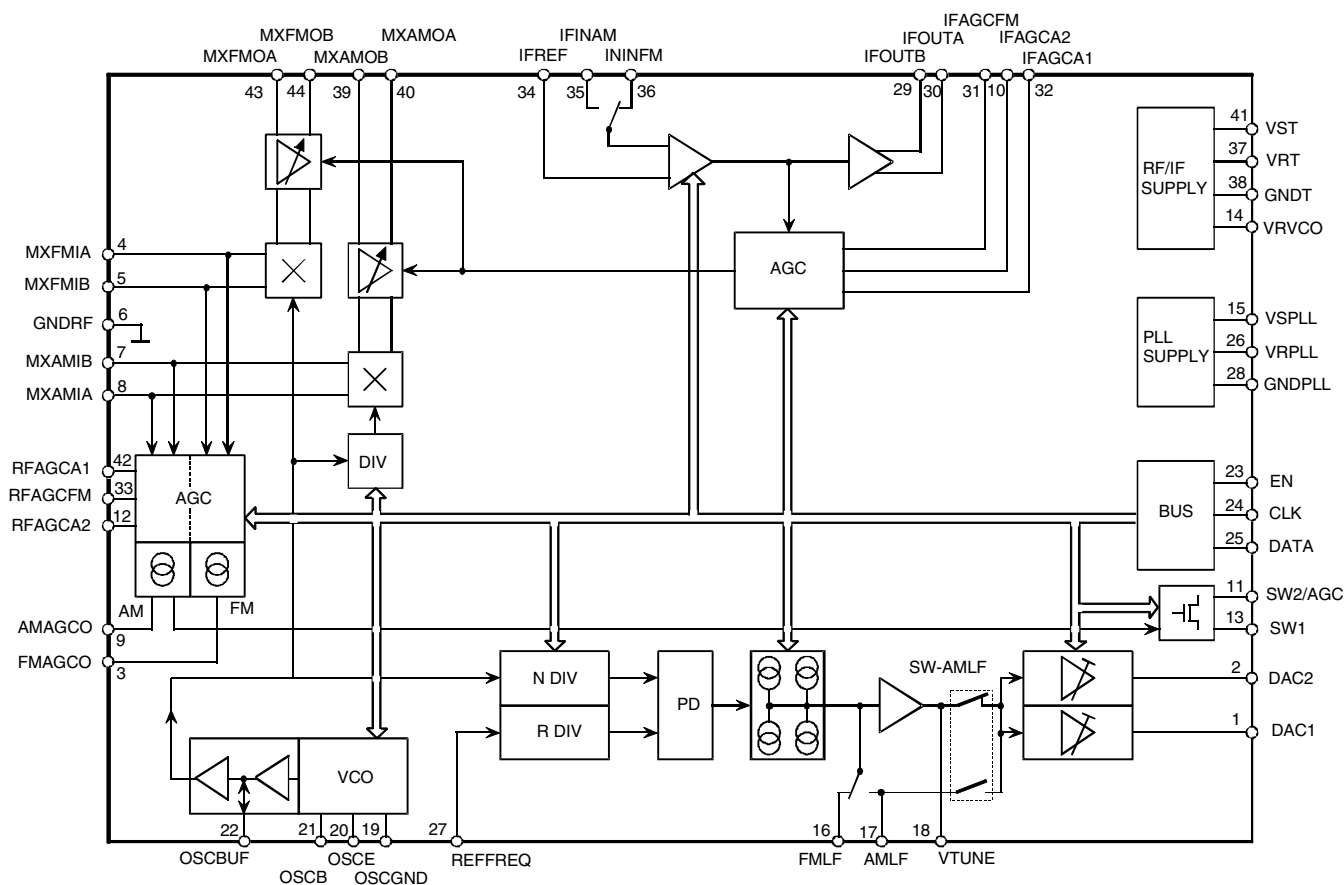 IFAGCFM
MXFMOB
MXAMOA
IFINAM
IFOUTA
IFAGCA2
MXFMOA
MXAMOB
IFREF
ININFM
IFOUTB
IFAGCA1
43
44
39
40
34
35
36
29
30
31
10
32
41
VST
37
VRT
RF/IF
SUPPLY
38
GNDT
14
VRVCO
MXFMIA
4
MXFMIB
5
AGC
GNDRF
6
15
VSPLL
MXAMIB
7
PLL
SUPPLY
26
VRPLL
MXAMIA
8
28
GNDPLL
RFAGCA1
42
DIV
RFAGCFM
33
AGC
RFAGCA2
12
23
EN
BUS
24
CLK
25
DATA
AM
FM
11
SW2/AGC
AMAGCO
9
13
SW1
FMAGCO
3
N DIV
SW-AMLF
2
DAC2
PD
R DIV
1
DAC1
VCO
22
21
20
19
27
16
17
18
OSCBUF
OSCE
REFFREQ
FMLF
AMLF
VTUNE
OSCB
OSCGND